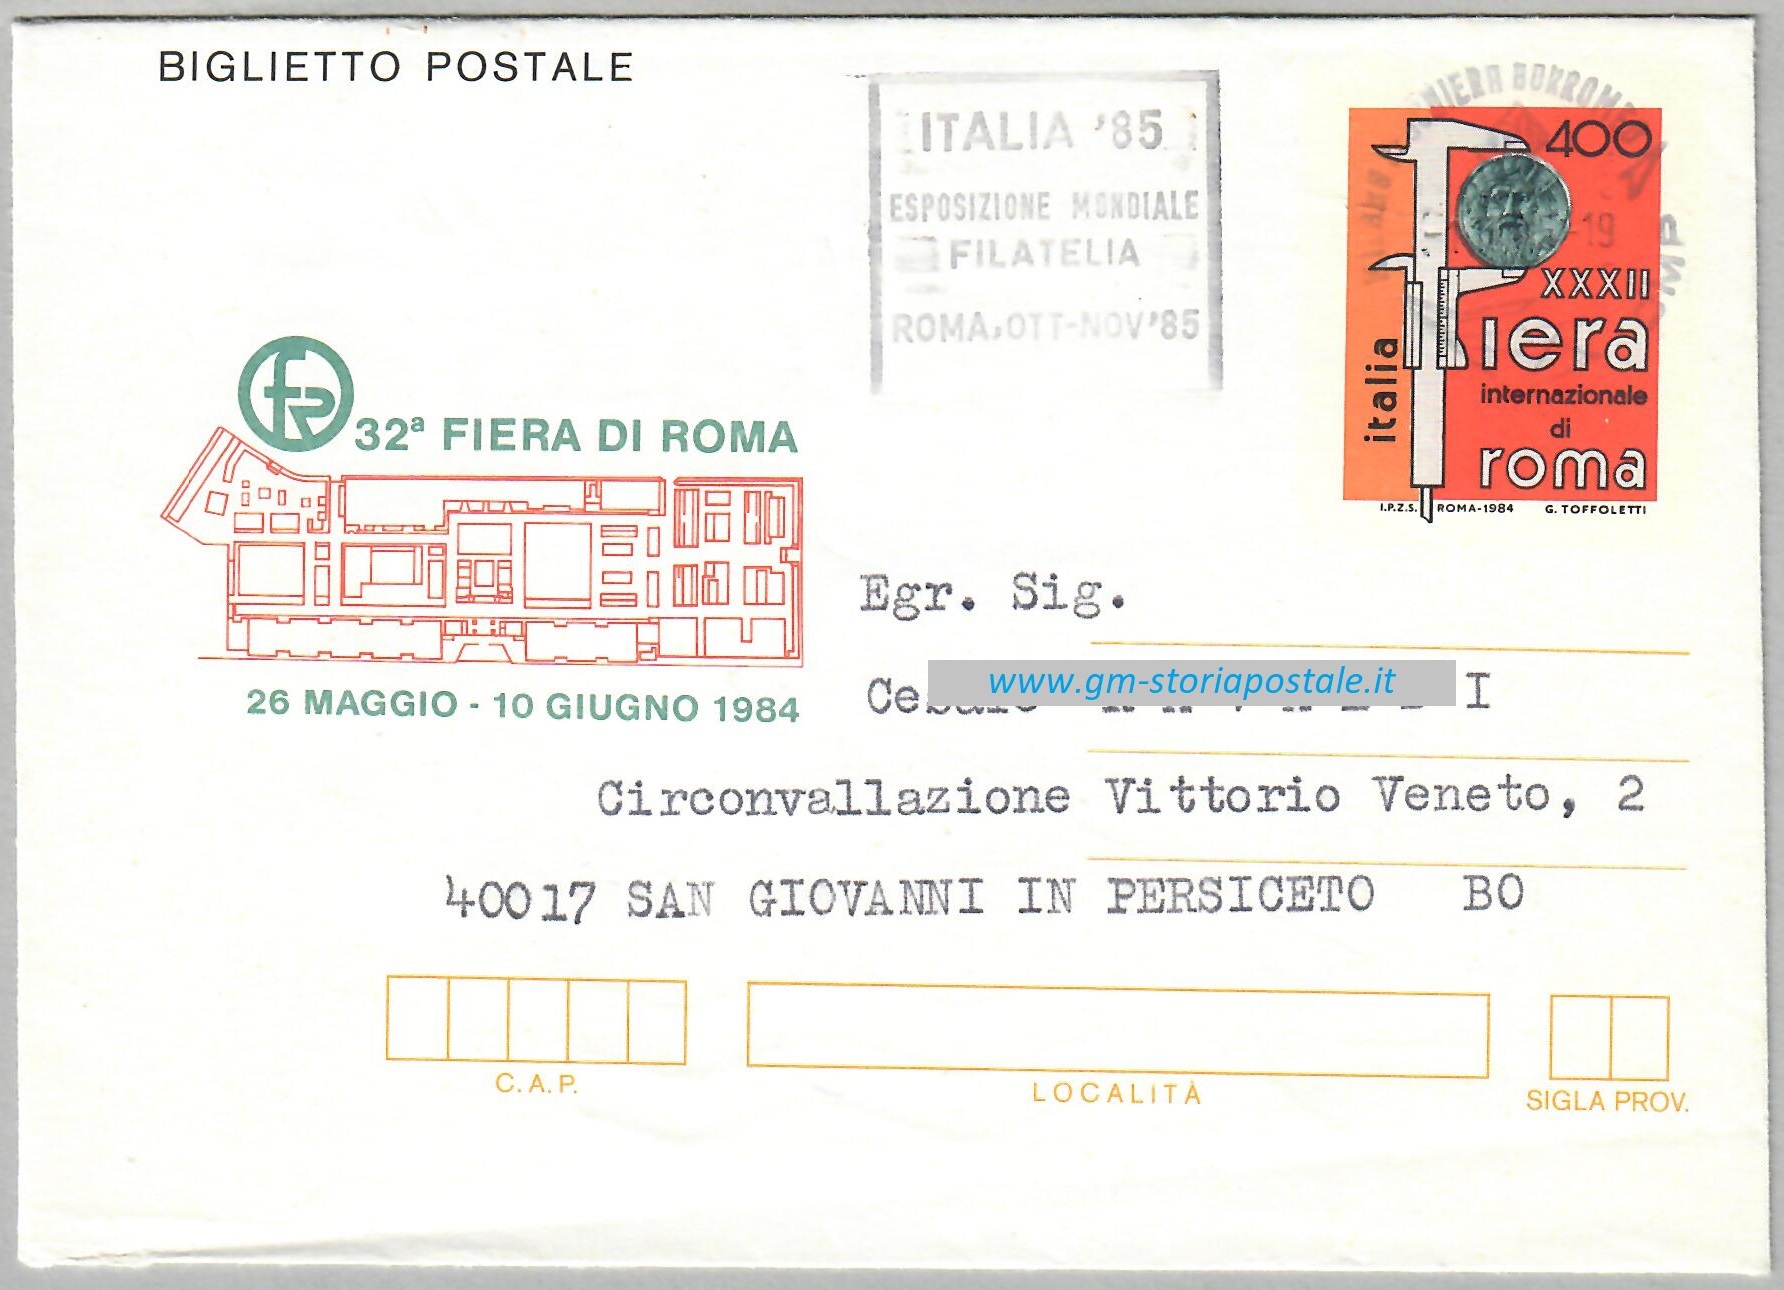 BIGLIETTO POSTALE
ITALIA '85
ESPOSIZIONE MONDIALE
FILATELIA
ROMA,OTT-NOV'85
400
-19
XXXII
Fiera
internazionale
di
roma
italia
I.P.Z.S. ROMA-1984 G. TOFFOLETTI
32ª FIERA DI ROMA
26 MAGGIO - 10 GIUGNO 1984
Egr. Sig.
www.gm-storiapostale.it
Circonvallazione Vittorio Veneto, 2
40017 SAN GIOVANNI IN PERSICETO BO
C.A.P.
LOCALITÀ
SIGLA PROV.